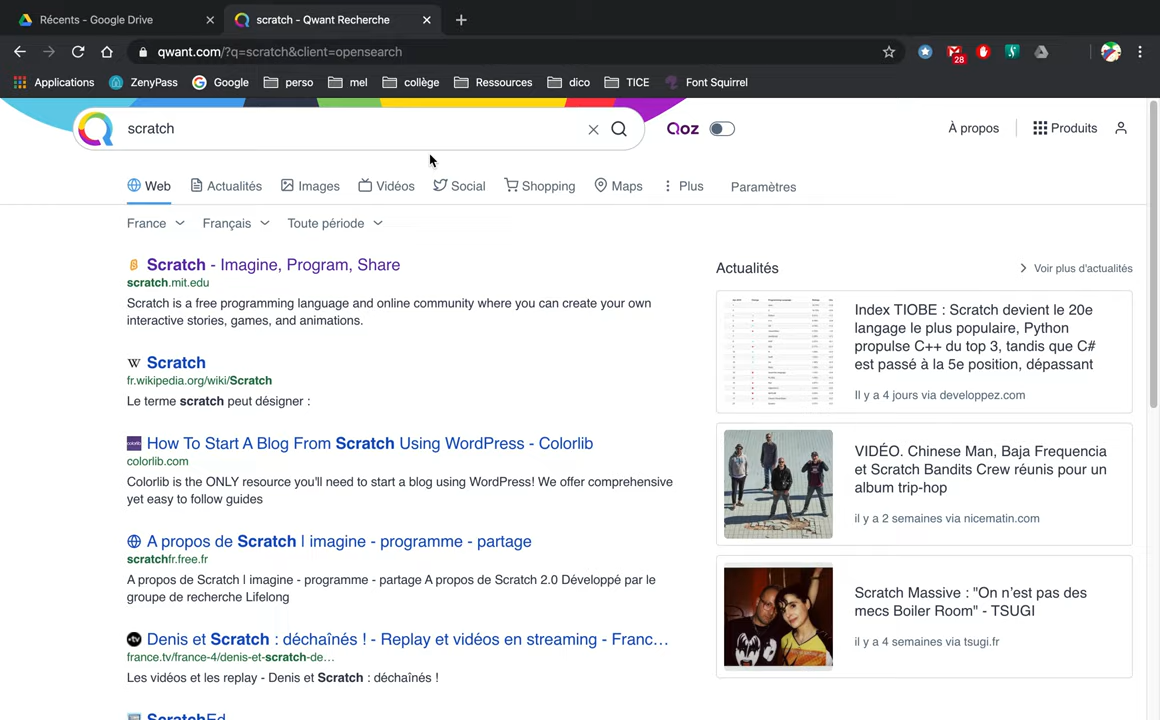 Récents - Google Drive
scratch - Qwant Recherche
qwant.com/?q=scratch&client=opensearch
28
Applications ZenyPass Google perso mel collège Ressources dico TICE Font Squirrel
scratch
Qoz
À propos
Produits
Web Actualités Images Vidéos Social Shopping Maps Plus Paramètres
France Français Toute période
Scratch - Imagine, Program, Share
scratch.mit.edu
Scratch is a free programming language and online community where you can create your own
interactive stories, games, and animations.
W Scratch
fr.wikipedia.org/wiki/Scratch
Le terme scratch peut désigner :
How To Start A Blog From Scratch Using WordPress - Colorlib
colorlib.com
Colorlib is the ONLY resource you'll need to start a blog using WordPress! We offer comprehensive
yet easy to follow guides
A propos de Scratch | imagine - programme - partage
scratchfr.free.fr
A propos de Scratch | imagine - programme - partage A propos de Scratch 2.0 Développé par le
groupe de recherche Lifelong
Denis et Scratch : déchaînés ! - Replay et vidéos en streaming - Franc…
france.tv/france-4/denis-et-scratch-de…
Les vidéos et les replay - Denis et Scratch : déchaînés !
ScratchEd
Actualités
Voir plus d'actualités
Index TIOBE : Scratch devient le 20e
langage le plus populaire, Python
propulse C++ du top 3, tandis que C#
est passé à la 5e position, dépassant
Il y a 4 jours via developpez.com
VIDÉO. Chinese Man, Baja Frequencia
et Scratch Bandits Crew réunis pour un
album trip-hop
il y a 2 semaines via nicematin.com
Scratch Massive : "On n'est pas des
mecs Boiler Room" - TSUGI
il y a 4 semaines via tsugi.fr